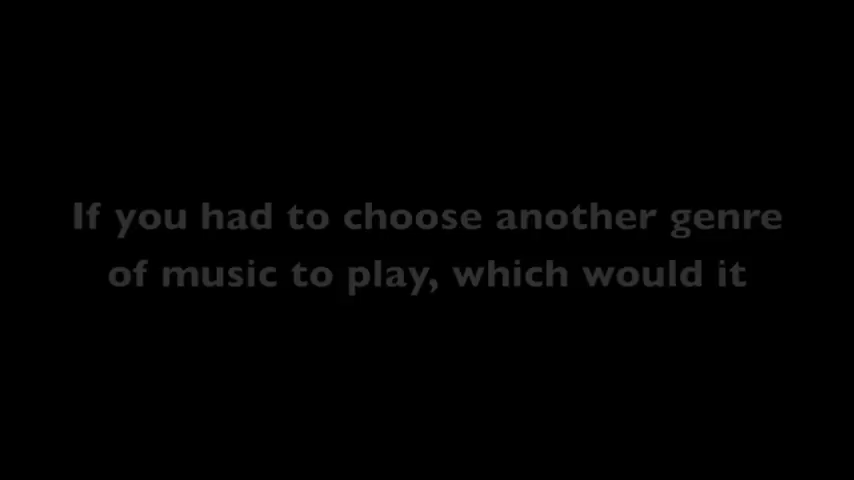 If you had to choose another genre
of music to play, which would it